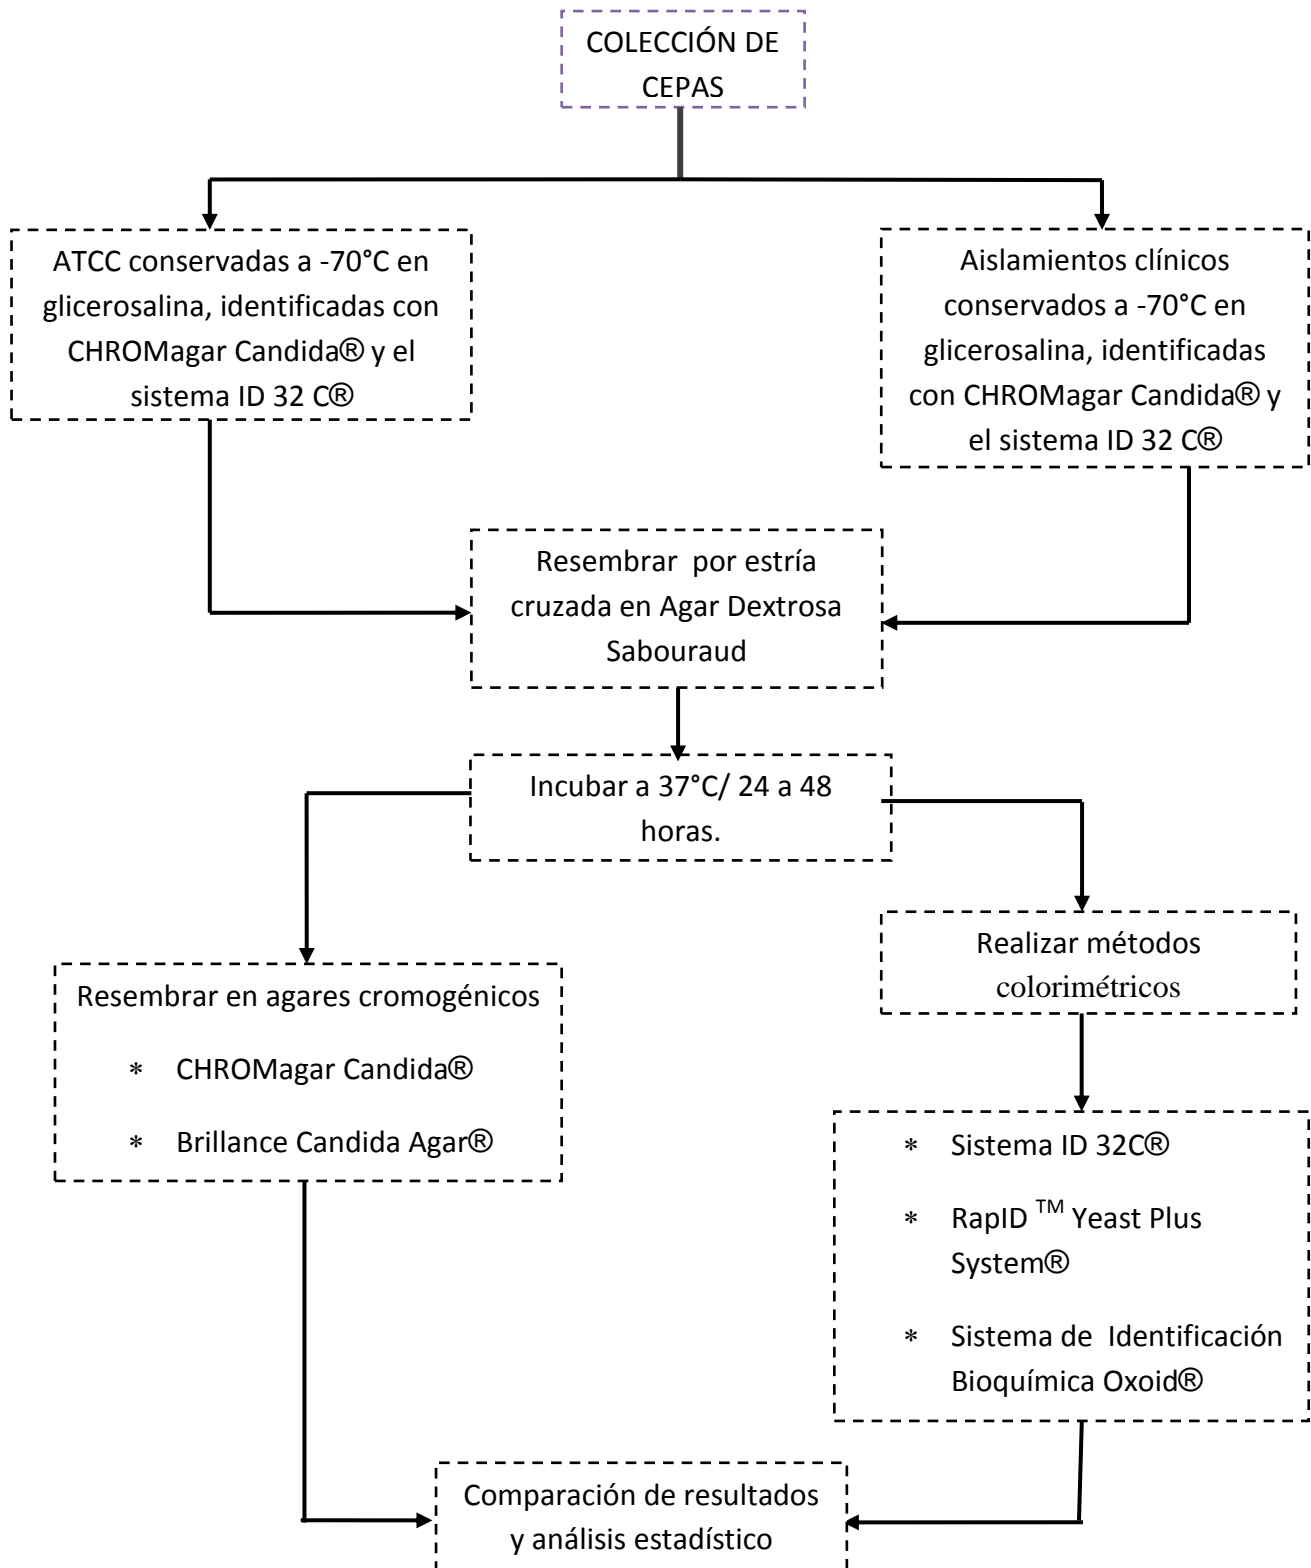 COLECCIÓN DE
CEPAS
ATCC conservadas a -70°C en
glicerosalina, identificadas con
CHROMagar Candida® y el
sistema ID 32 C®
Aislamientos clínicos
conservados a -70°C en
glicerosalina, identificadas
con CHROMagar Candida® y
el sistema ID 32 C®
Resembrar por estría
cruzada en Agar Dextrosa
Sabouraud
Incubar a 37°C/ 24 a 48
horas.
Resembrar en agares cromogénicos
* CHROMagar Candida®
* Brillance Candida Agar®
Realizar métodos
colorimétricos
* Sistema ID 32C®
* RapID ™ Yeast Plus
System®
* Sistema de Identificación
Bioquímica Oxoid®
Comparación de resultados
y análisis estadístico